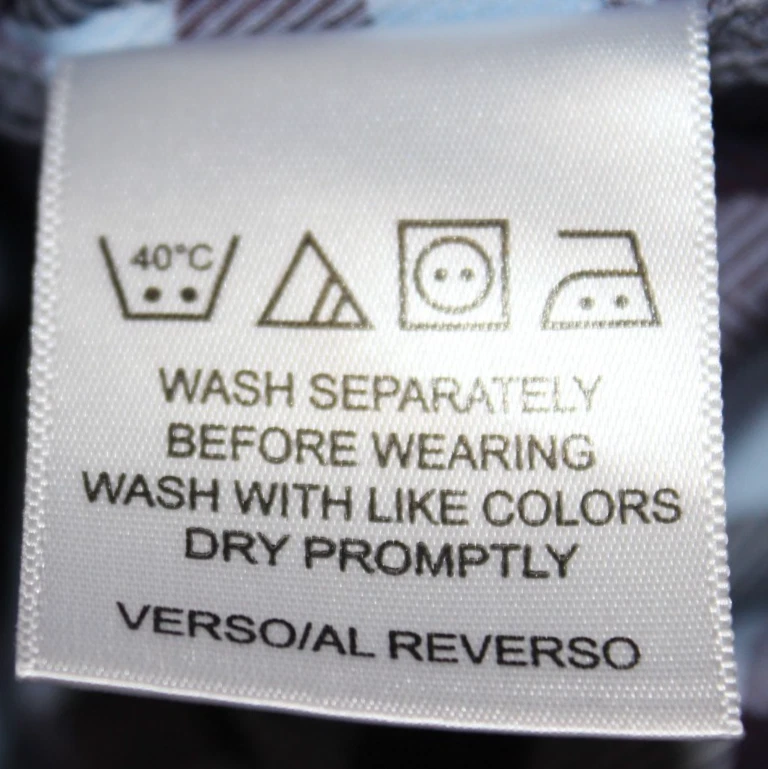 40°C
WASH SEPARATELY
BEFORE WEARING
WASH WITH LIKE COLORS
DRY PROMPTLY
VERSO/AL REVERSO